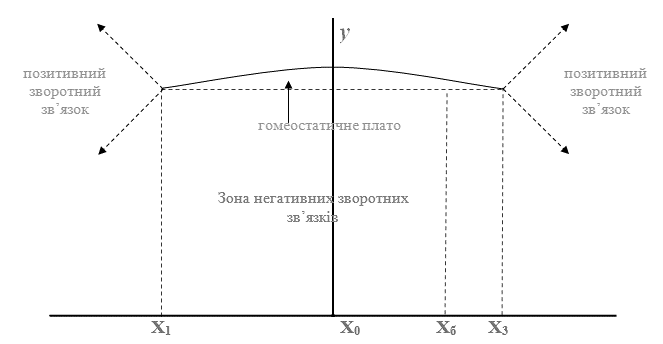 y
позитивний
зворотний
зв'язок
позитивний
зворотний
зв'язок
гомеостатичне плато
Зона негативних зворотних
зв'язків
X₁
X₀
Xб
X₃